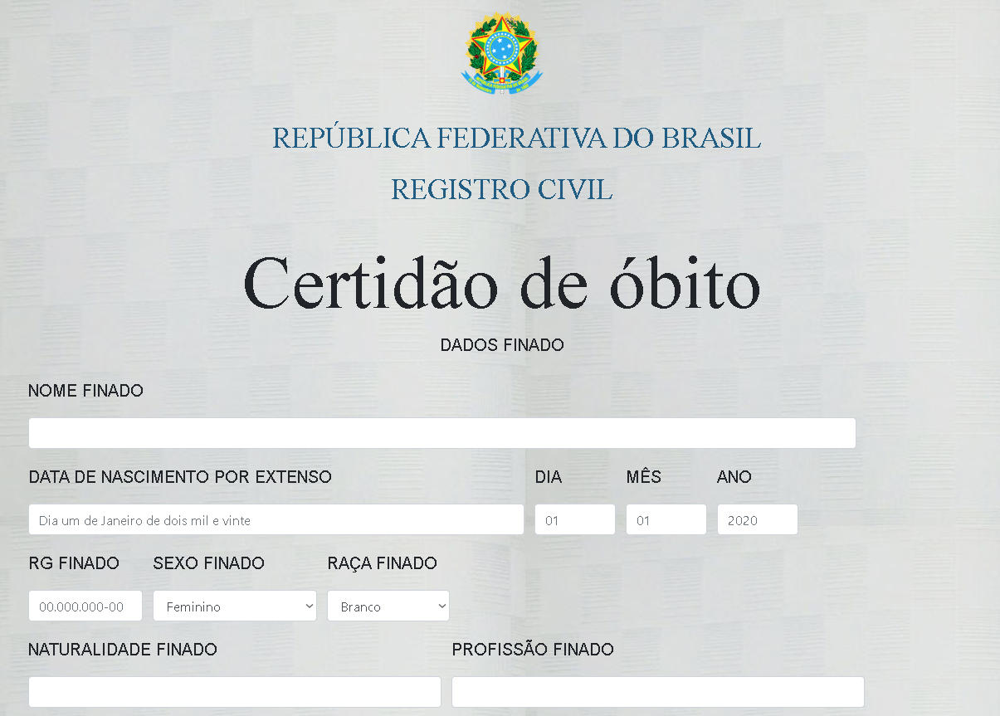 REPÚBLICA FEDERATIVA DO BRASIL
REGISTRO CIVIL
Certidão de óbito
DADOS FINADO
NOME FINADO
DATA DE NASCIMENTO POR EXTENSO DIA MÊS ANO
Dia um de Janeiro de dois mil e vinte 01 01 2020
RG FINADO SEXO FINADO RAÇA FINADO
00.000.000-00 Feminino Branco
NATURALIDADE FINADO PROFISSÃO FINADO